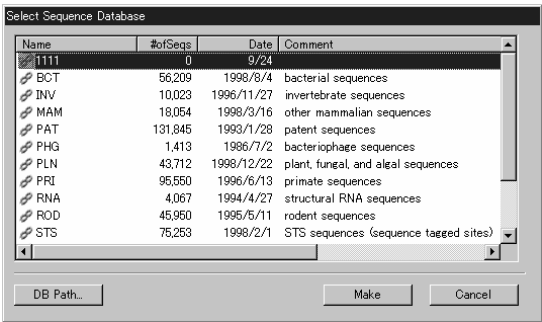 Select Sequence Database
Name #ofSeqs Date Comment
1111 0 9/24
BCT 56,209 1998/8/4 bacterial sequences
INV 10,023 1996/11/27 invertebrate sequences
MAM 18,054 1998/3/16 other mammalian sequences
PAT 131,845 1993/1/28 patent sequences
PHG 1,413 1986/7/2 bacteriophage sequences
PLN 43,712 1998/12/22 plant, fungal, and algal sequences
PRI 95,550 1996/6/13 primate sequences
RNA 4,067 1994/4/27 structural RNA sequences
ROD 45,950 1995/5/11 rodent sequences
STS 75,253 1998/2/1 STS sequences (sequence tagged sites)
DB Path... Make Cancel